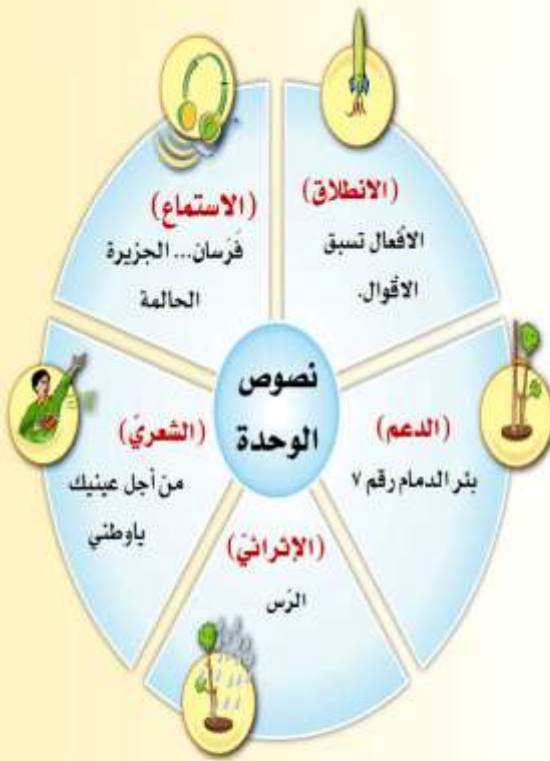 نصوص
الوحدة
(الانطلاق)
الأفعال تسبق
الأقوال.
(الدعم)
بئر الدمام رقم ٧
(الإثرائيّ)
الرّس
(الشعريّ)
من أجل عينيك
ياوطني
(الاستماع)
فَرَسان... الجزيرة
الحالمة